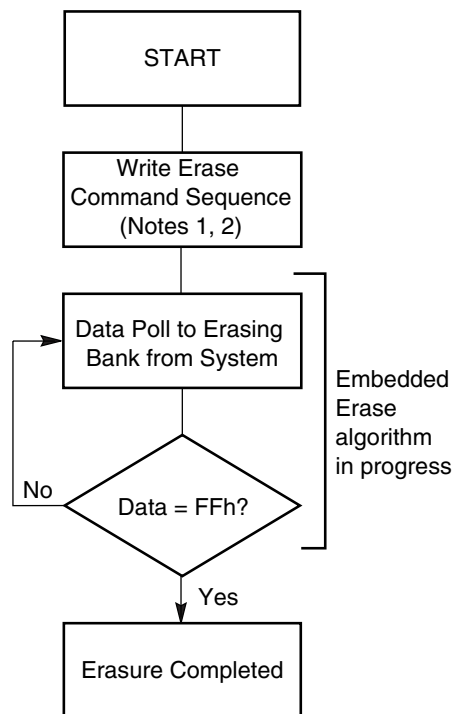 START
Write Erase
Command Sequence
(Notes 1, 2)
Data Poll to Erasing
Bank from System
Embedded
Erase
algorithm
in progress
No
Data = FFh?
Yes
Erasure Completed